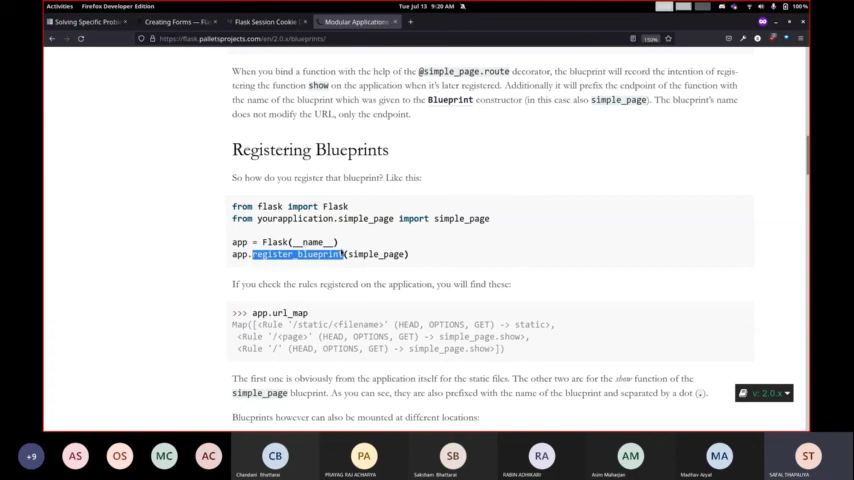 Activities Firefox Developer Edition Tue Jul 13 9:20 AM 100%
Solving Specific Proble Creating Forms — Flas Flask Session Cookie D Modular Applications
https://flask.palletsprojects.com/en/2.0.x/blueprints/ 150%
When you bind a function with the help of the @simple_page.route decorator, the blueprint will record the intention of regis-
tering the function show on the application when it's later registered. Additionally it will prefix the endpoint of the function with
the name of the blueprint which was given to the Blueprint constructor (in this case also simple_page). The blueprint's name
does not modify the URL, only the endpoint.
Registering Blueprints
So how do you register that blueprint? Like this:
from flask import Flask
from yourapplication.simple_page import simple_page
app = Flask(__name__)
app.register_blueprint(simple_page)
If you check the rules registered on the application, you will find these:
>>> app.url_map
Map([<Rule '/static/<filename>' (HEAD, OPTIONS, GET) -> static>,
<Rule '/<page>' (HEAD, OPTIONS, GET) -> simple_page.show>,
<Rule '/' (HEAD, OPTIONS, GET) -> simple_page.show>])
The first one is obviously from the application itself for the static files. The other two are for the show function of the
simple_page blueprint. As you can see, they are also prefixed with the name of the blueprint and separated by a dot (.).
v: 2.0.x
Blueprints however can also be mounted at different locations:
+9 AS OS MC AC CB PA SB RA AM MA ST
Chandani Bhattarai PRAYAG RAJ ACHARYA Saksham Bhattarai RABIN ADHIKARI Asim Maharjan Madhav Aryal SAFAL THAPALIYA